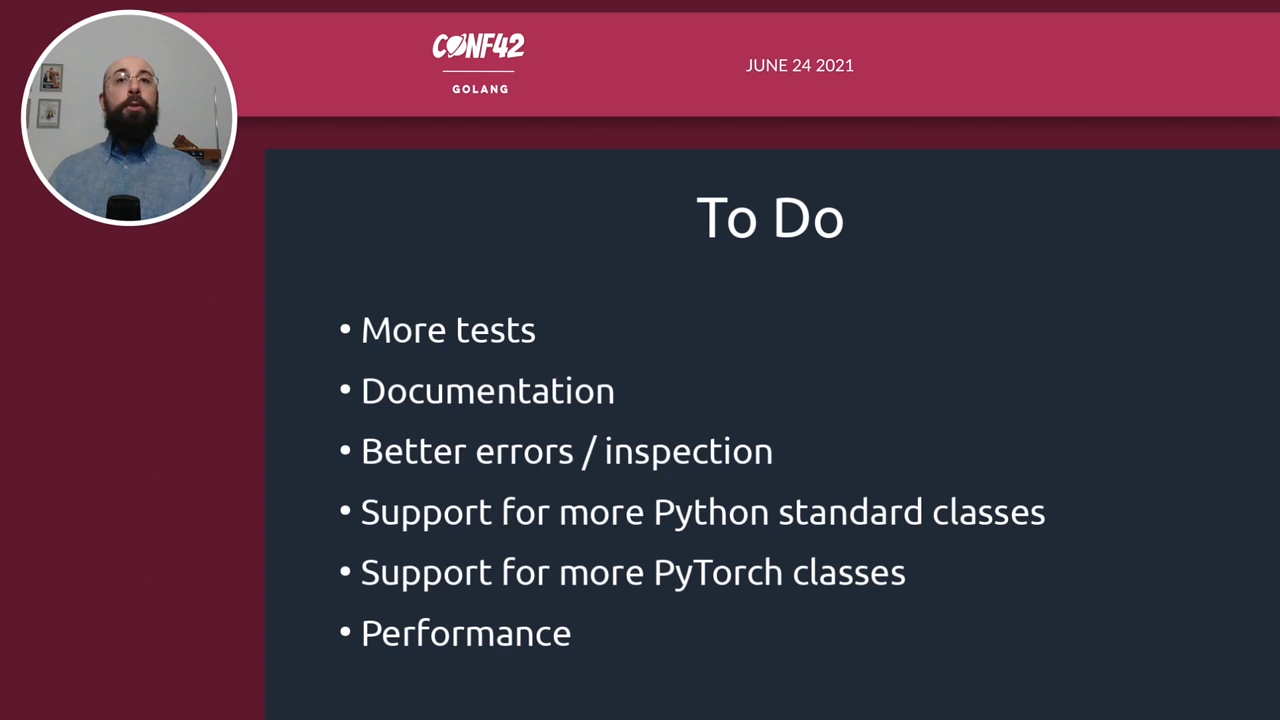 CONF42
GOLANG
JUNE 24 2021
To Do
• More tests
• Documentation
• Better errors / inspection
• Support for more Python standard classes
• Support for more PyTorch classes
• Performance